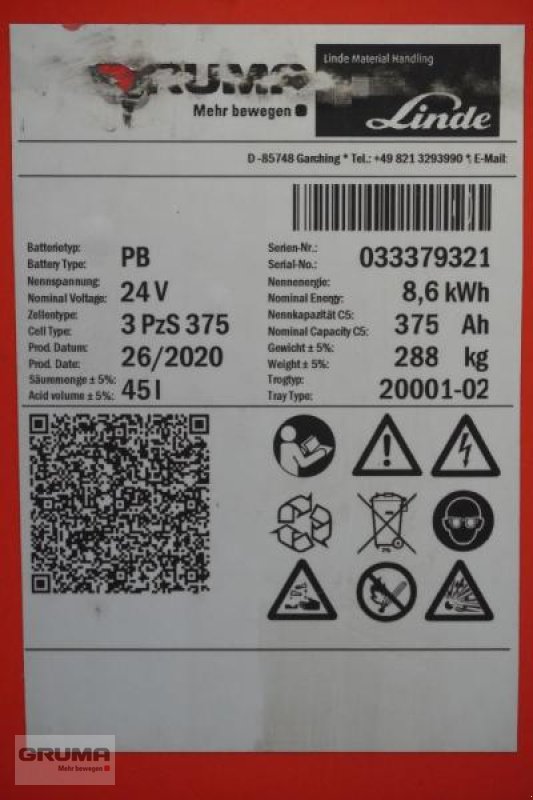 RUMA
Mehr bewegen
Linde Material Handling
Linde
D -85748 Garching * Tel.: +49 821 3293990 * E-Mail:
Batterietyp:
Battery Type:
PB
Serien-Nr.:
Serial-No.:
033379321
Nennspannung:
Nominal Voltage:
24 V
Nennenergie:
Nominal Energy:
8,6 kWh
Zellentype:
Cell Type:
3 PzS 375
Nennkapazität C5:
Nominal Capacity C5:
375 Ah
Prod. Datum:
Prod. Date:
26/2020
Gewicht ± 5%:
Weight ± 5%:
288 kg
Säurnmenge ± 5%:
Acid volume ± 5%:
45 l
Trogtyp:
Tray Type:
20001-02
GRUMA
Mehr bewegen